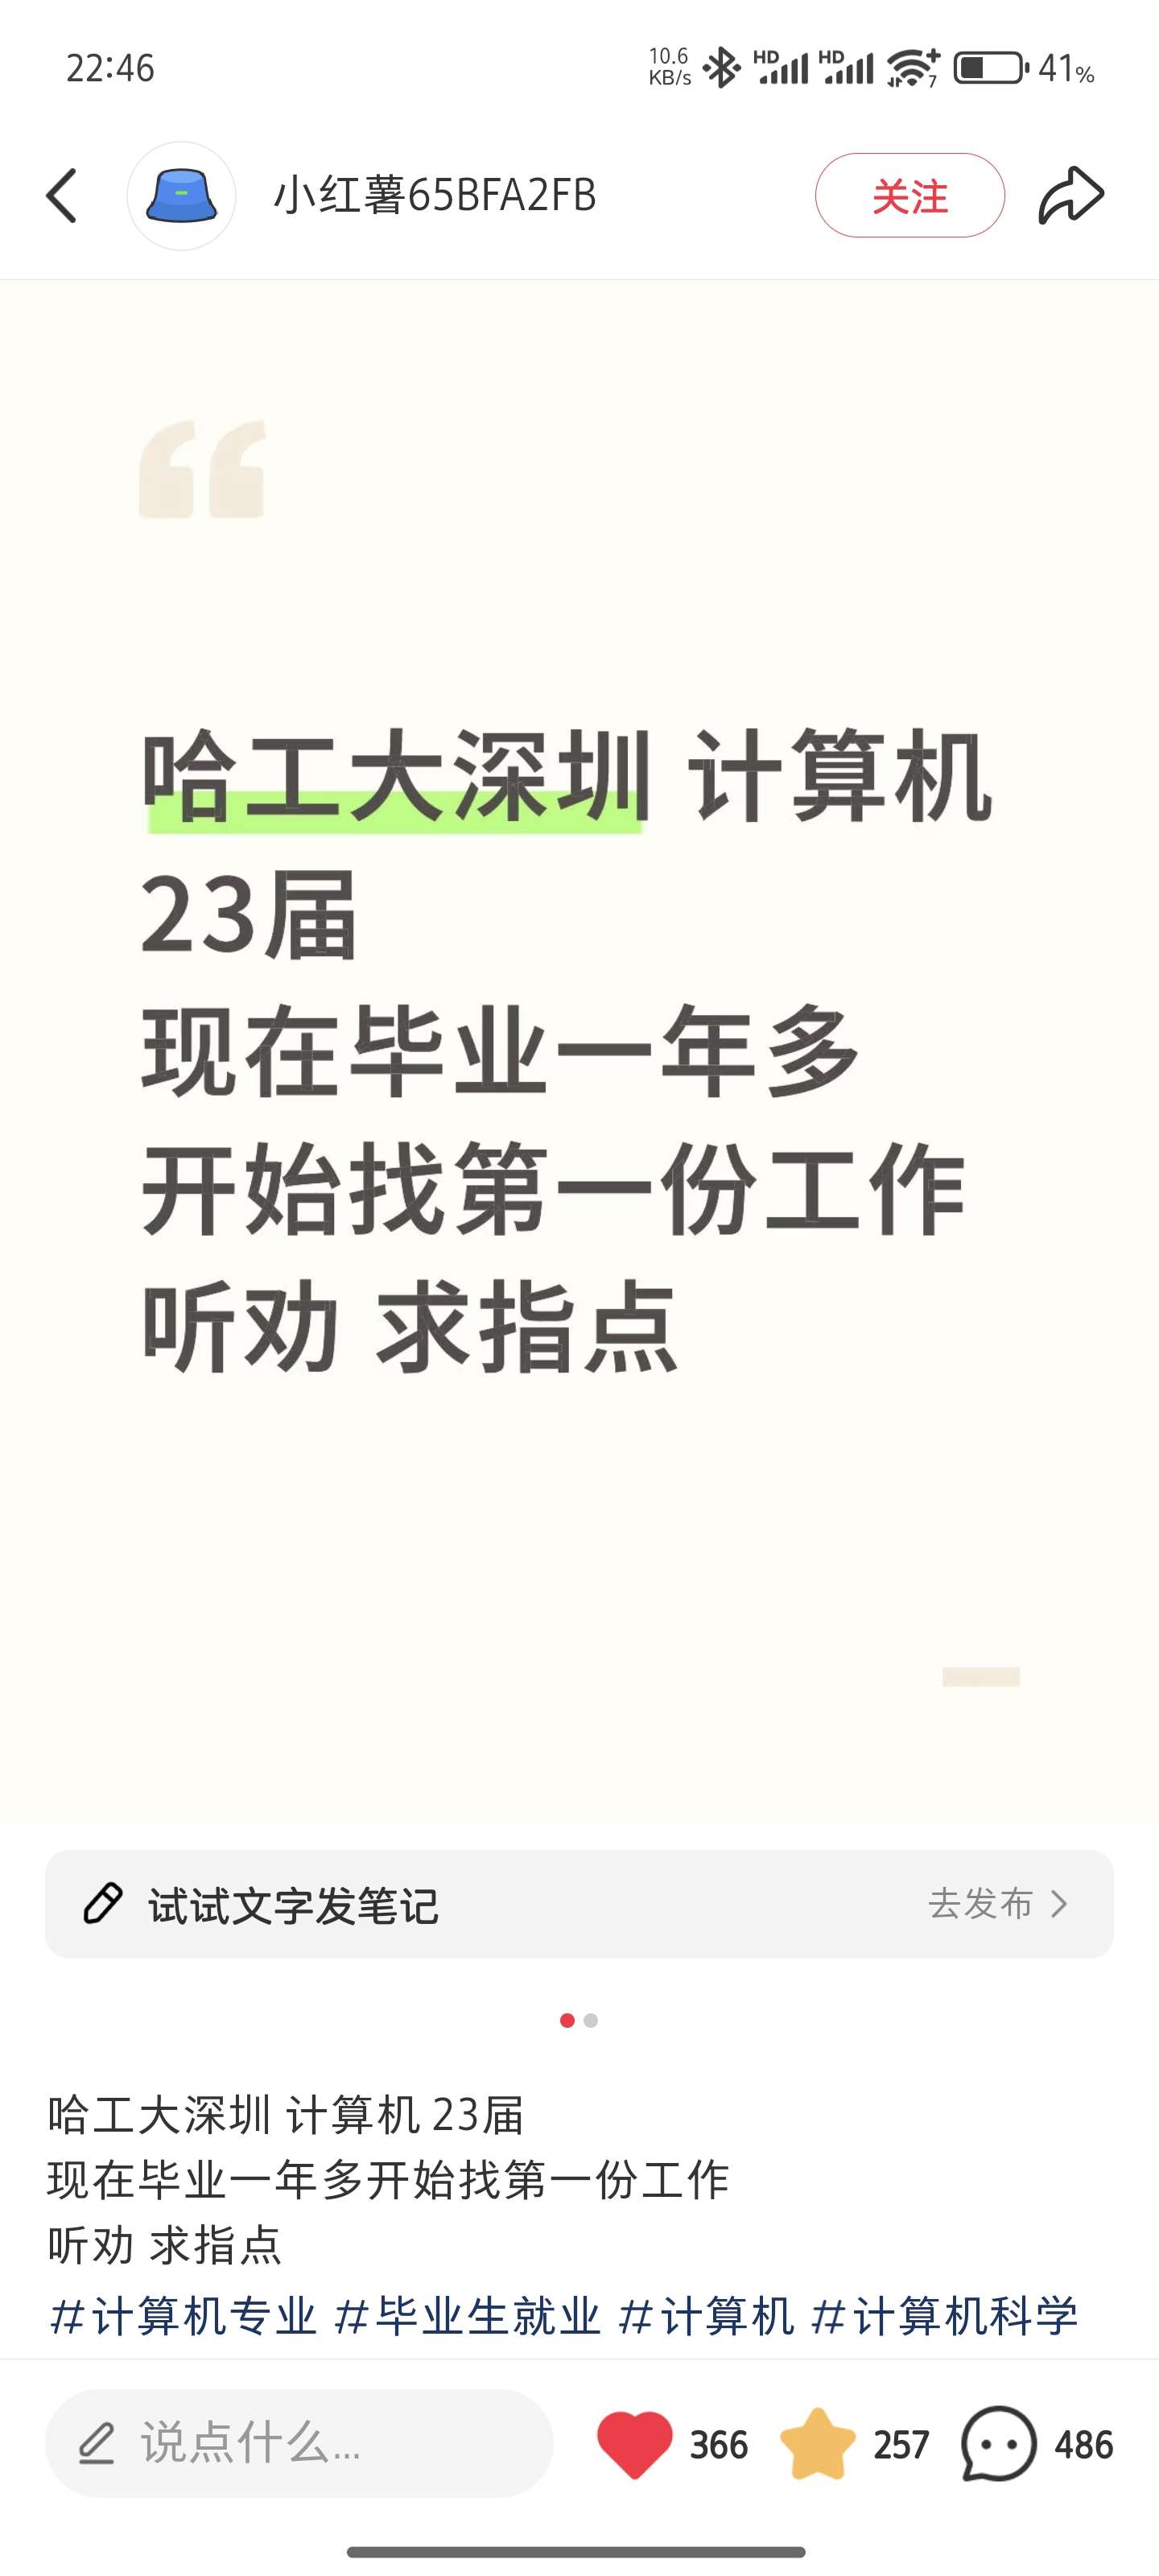 22:46
10.6
KB/s
HD
HD
7
41%
小红薯65BFA2FB
关注
哈工大深圳 计算机
23届
现在毕业一年多
开始找第一份工作
听劝 求指点
试试文字发笔记
去发布
哈工大深圳 计算机 23届
现在毕业一年多开始找第一份工作
听劝 求指点
#计算机专业 #毕业生就业 #计算机 #计算机科学
说点什么...
366
257
486